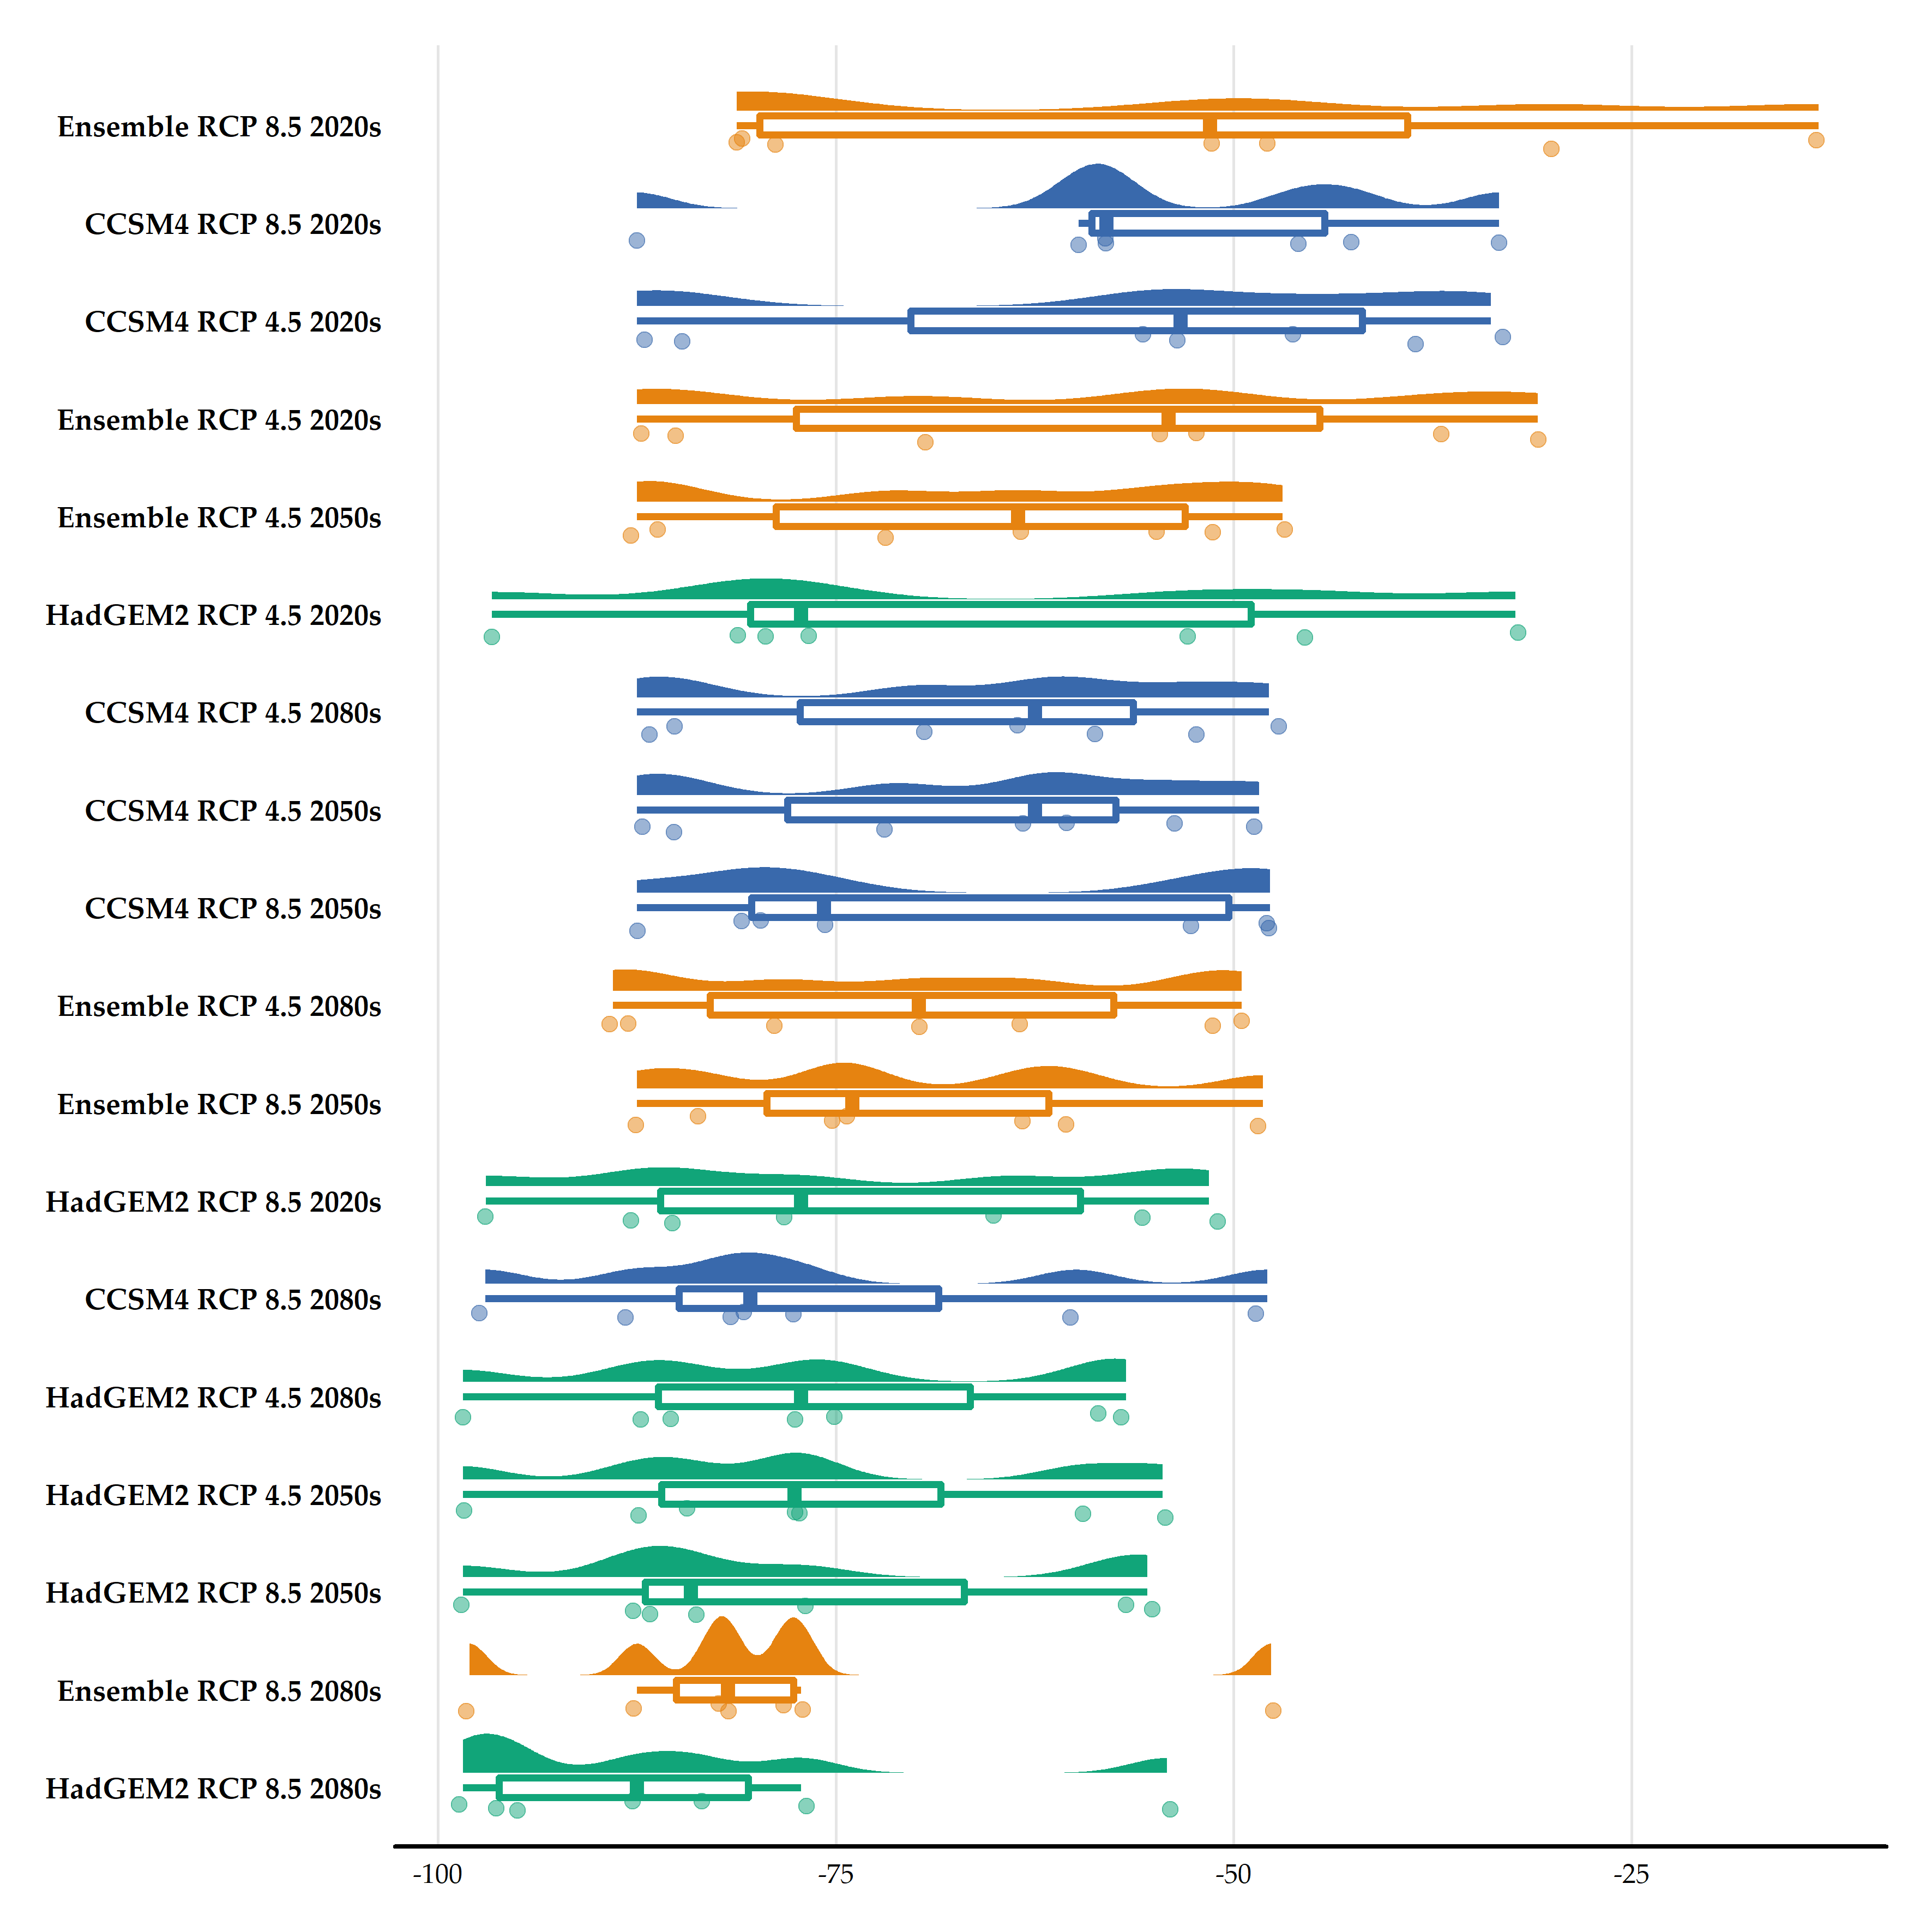 Ensemble RCP 8.5 2020s
CCSM4 RCP 8.5 2020s
CCSM4 RCP 4.5 2020s
Ensemble RCP 4.5 2020s
Ensemble RCP 4.5 2050s
HadGEM2 RCP 4.5 2020s
CCSM4 RCP 4.5 2080s
CCSM4 RCP 4.5 2050s
CCSM4 RCP 8.5 2050s
Ensemble RCP 4.5 2080s
Ensemble RCP 8.5 2050s
HadGEM2 RCP 8.5 2020s
CCSM4 RCP 8.5 2080s
HadGEM2 RCP 4.5 2080s
HadGEM2 RCP 4.5 2050s
HadGEM2 RCP 8.5 2050s
Ensemble RCP 8.5 2080s
HadGEM2 RCP 8.5 2080s
-100 -75 -50 -25